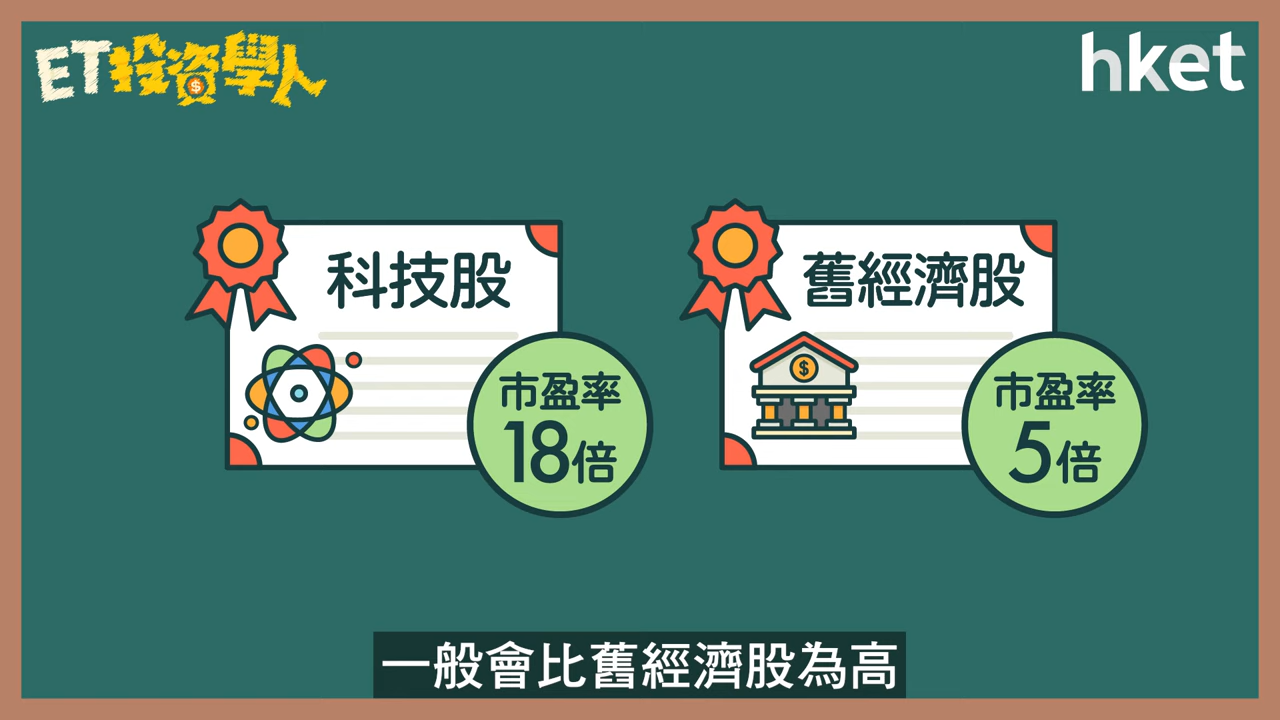 ET投資學人
hket
科技股
市盈率
18倍
舊經濟股
市盈率
5倍
一般會比舊經濟股為高